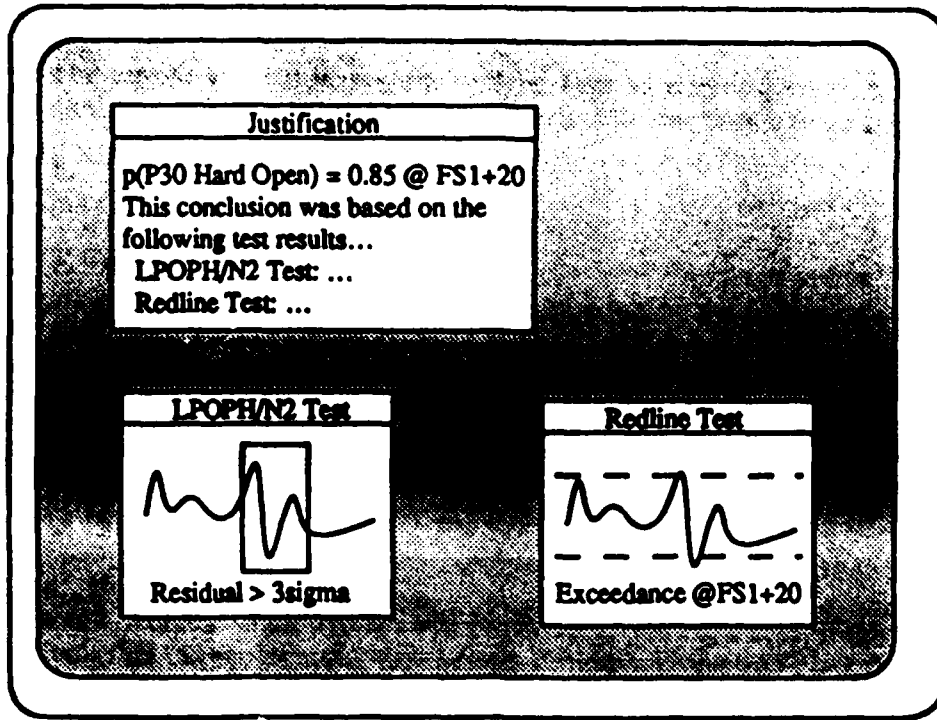 Justification
p(P30 Hard Open) = 0.85 @ FS1+20
This conclusion was based on the
following test results...
LPOPH/N2 Test: ...
Redline Test: ...
LPOPH/N2 Test
Residual > 3sigma
Redline Test
Exceedance @FS1+20